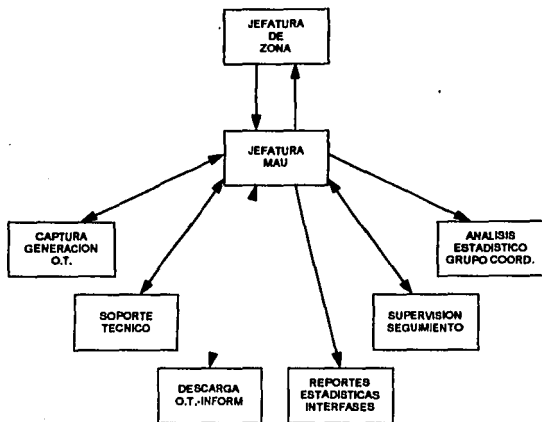 JEFATURA
DE
ZONA
JEFATURA
MAU
CAPTURA
GENERACION
O.T.
ANALISIS
ESTADISTICO
GRUPO COORD.
SOPORTE
TECNICO
SUPERVISION
SEGUIMIENTO
DESCARGA
O.T.-INFORM
REPORTES
ESTADISTICAS
INTERFASES